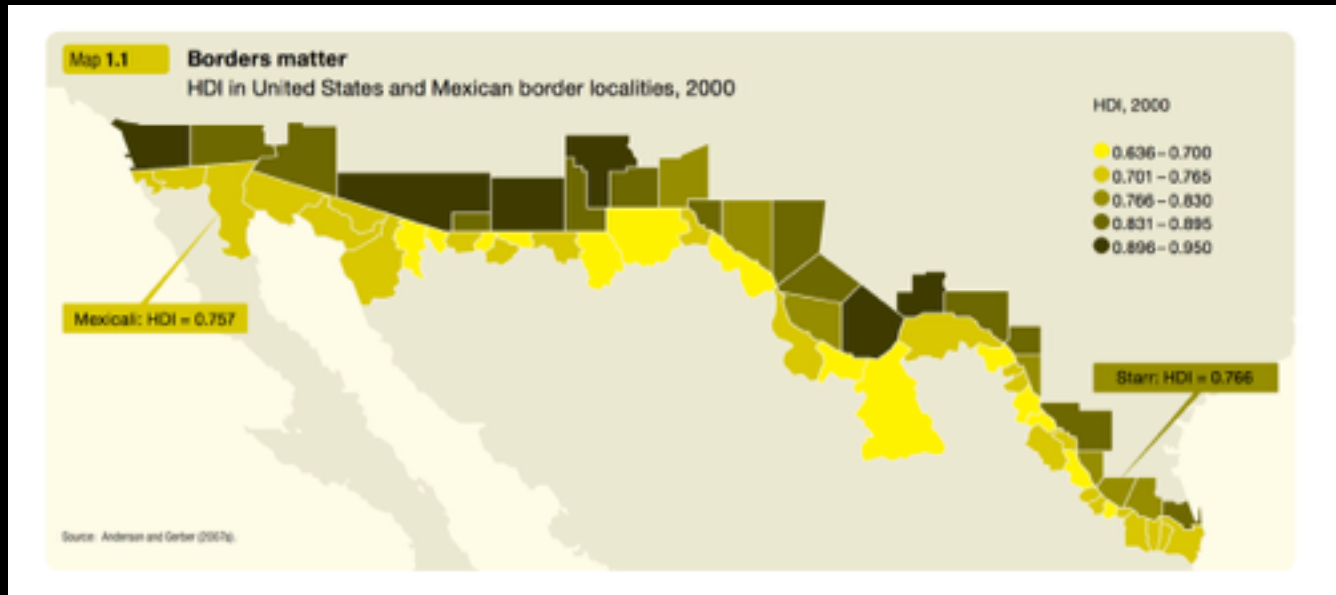 Map 1.1
Borders matter
HDI in United States and Mexican border localities, 2000
HDI, 2000
0.636–0.700
0.701–0.765
0.766–0.830
0.831–0.895
0.896–0.950
Mexicali: HDI = 0.757
Starr: HDI = 0.766
Source: Anderson and Gerber (2007a).